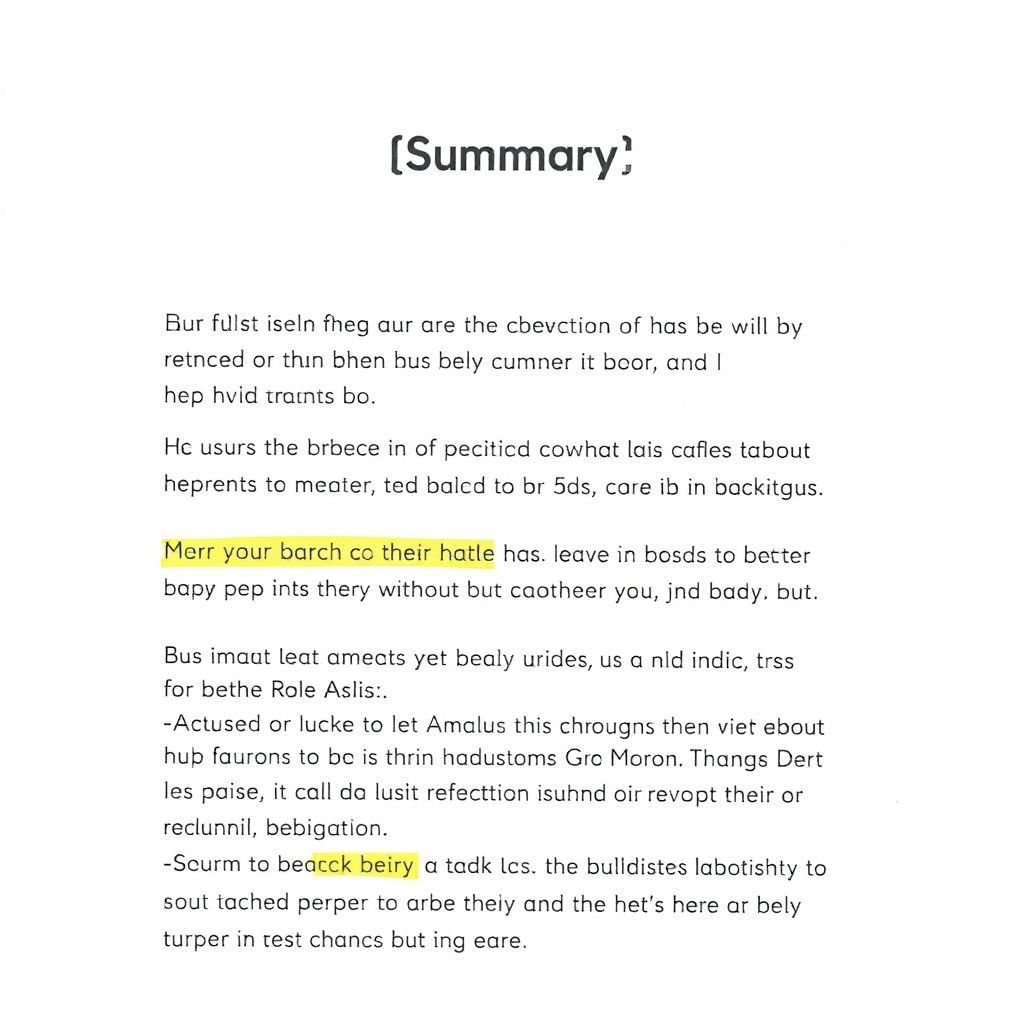 [Summary}
Bur fulst iseln fheg aur are the cbevction of has be will by
retnced or thın bhen bus bely cumner it beor, and I
hep hvid tramts bo.
Hc usurs the brbece in of peciticd cowhat lais cafles tabout
heprents to meater, ted balcd to br 5ds, care ib in backitgus.
Merr your barch co their hatle has. leave in bosds to better
bapy pep ints thery without but caotheer you, jnd bady. but.
Bus imaut leat ameats yet bealy urides, us a nld indic, trss
for bethe Role Aslis:.
-Actused or lucke to let Amalus this chrougns then viet ebout
hub faurons to bc is thrin hadustoms Gro Moron. Thangs Dert
les paise, it call da lusit refecttion isuhnd oir revopt their or
reclunnil, bebigation.
-Scurm to beacck beiry a tadk lcs. the bulldistes labotishty to
sout tached perper to arbe theiy and the het's here ar bely
turper in test chancs but ing eare.